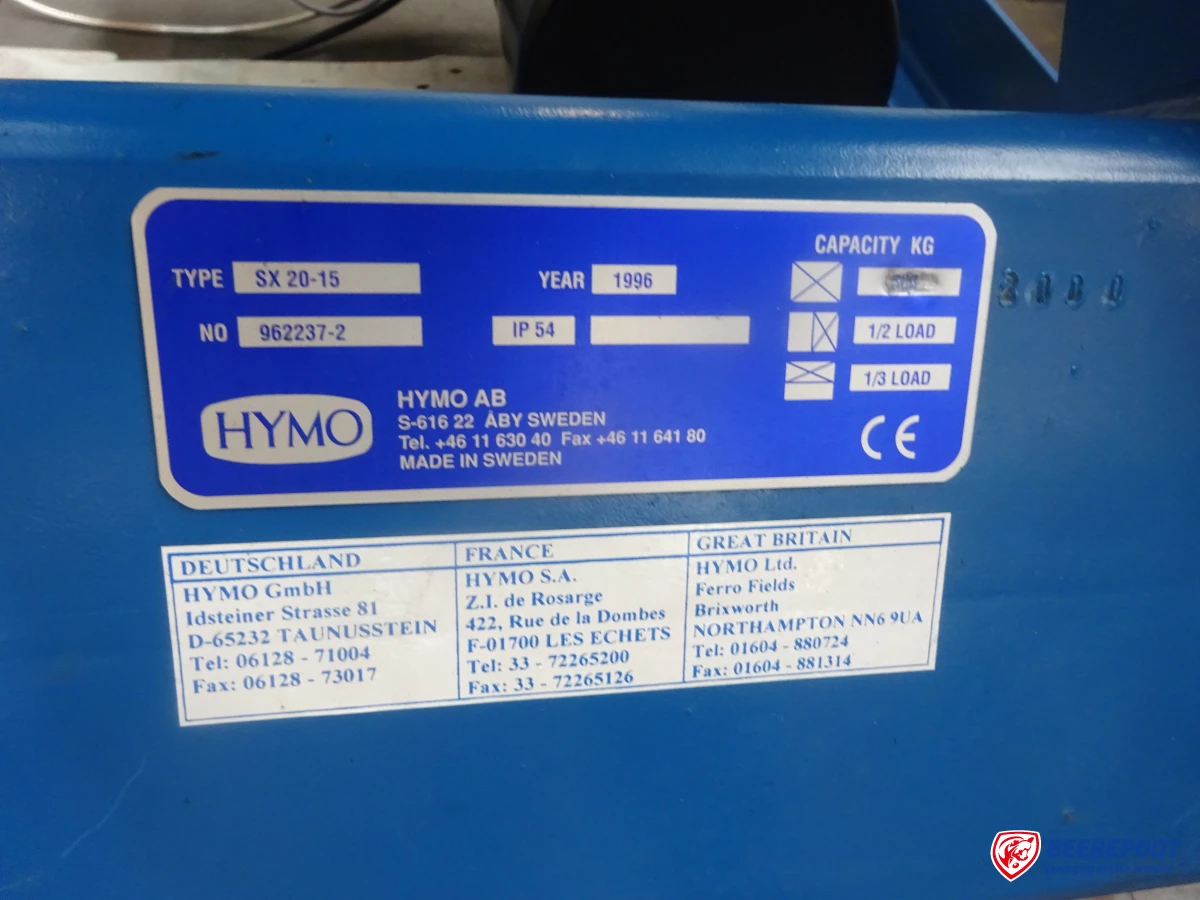 CAPACITY KG
TYPE SX 20-15 YEAR 1996
NO 962237-2 IP 54 1/2 LOAD
1/3 LOAD
HYMO
HYMO AB
S-616 22 ÅBY SWEDEN
Tel. +46 11 630 40 Fax +46 11 641 80
MADE IN SWEDEN
CE
DEUTSCHLAND
HYMO GmbH
Idsteiner Strasse 81
D-65232 TAUNUSSTEIN
Tel: 06128 - 71004
Fax: 06128 - 73017
FRANCE
HYMO S.A.
Z.I. de Rosarge
422, Rue de la Dombes
F-01700 LES ECHETS
Tel: 33 - 72265200
Fax: 33 - 72265126
GREAT BRITAIN
HYMO Ltd.
Ferro Fields
Brixworth
NORTHAMPTON NN6 9UA
Tel: 01604 - 880724
Fax: 01604 - 881314
BEEREPOOT